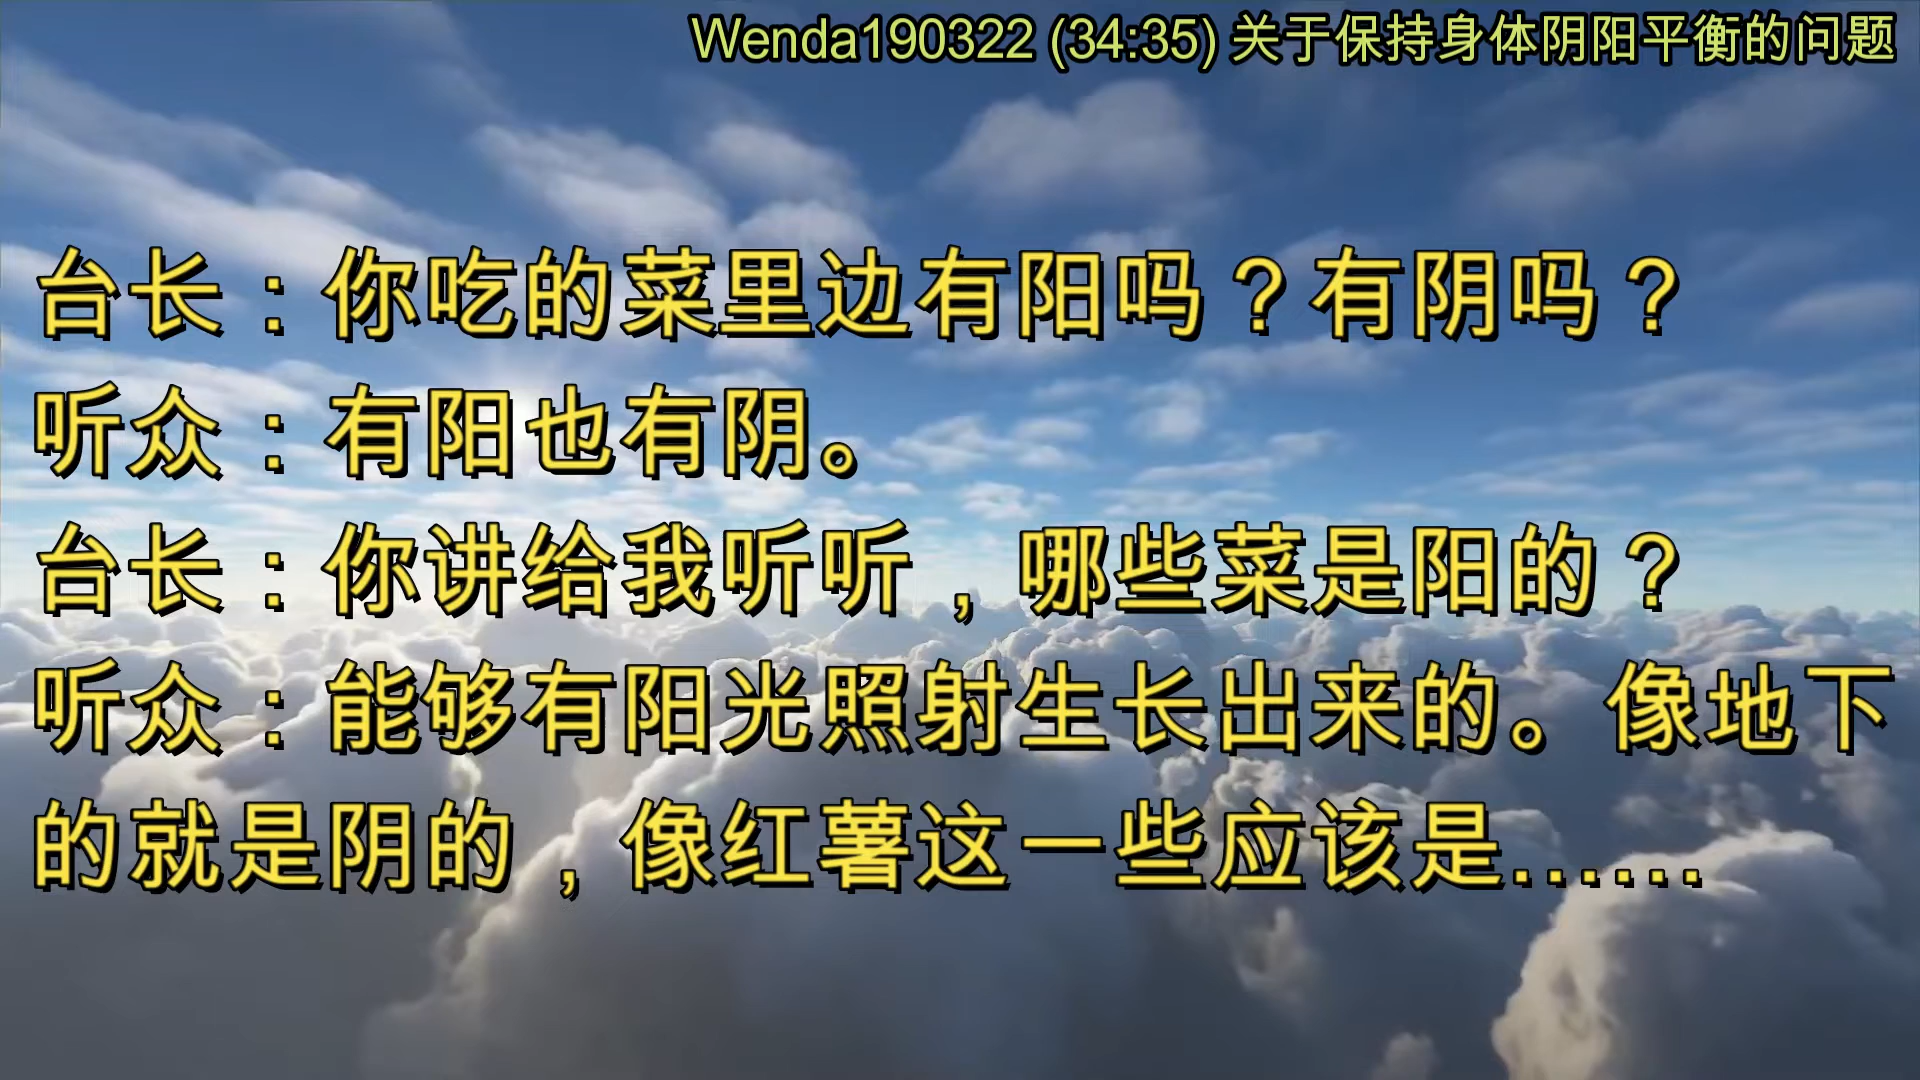 Wenda190322 (34:35) 关于保持身体阴阳平衡的问题
台长：你吃的菜里边有阳吗？有阴吗？
听众：有阳也有阴。
台长：你讲给我听听，哪些菜是阳的？
听众：能够有阳光照射生长出来的。像地下
的就是阴的，像红薯这一些应该是……